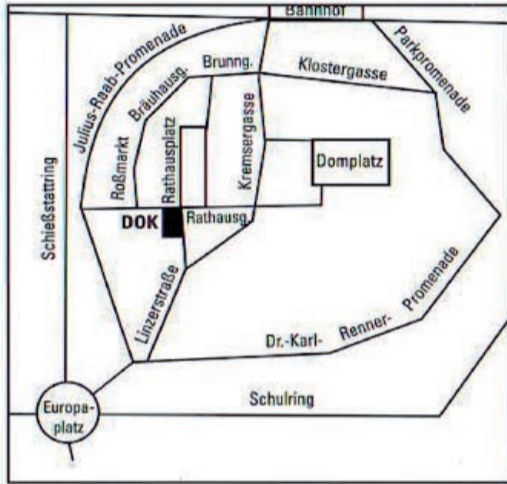 Bahnhof
Julius-Raab-Promenade
Brunng.
Bräuhausg.
Klostergasse
Parkpromenade
Roßmarkt
Rathausplatz
Kremsergasse
Domplatz
Schießstattring
DOK
Rathausg.
Linzerstraße
Dr.-Karl-
Renner-
Promenade
Schulring
Europa-
platz